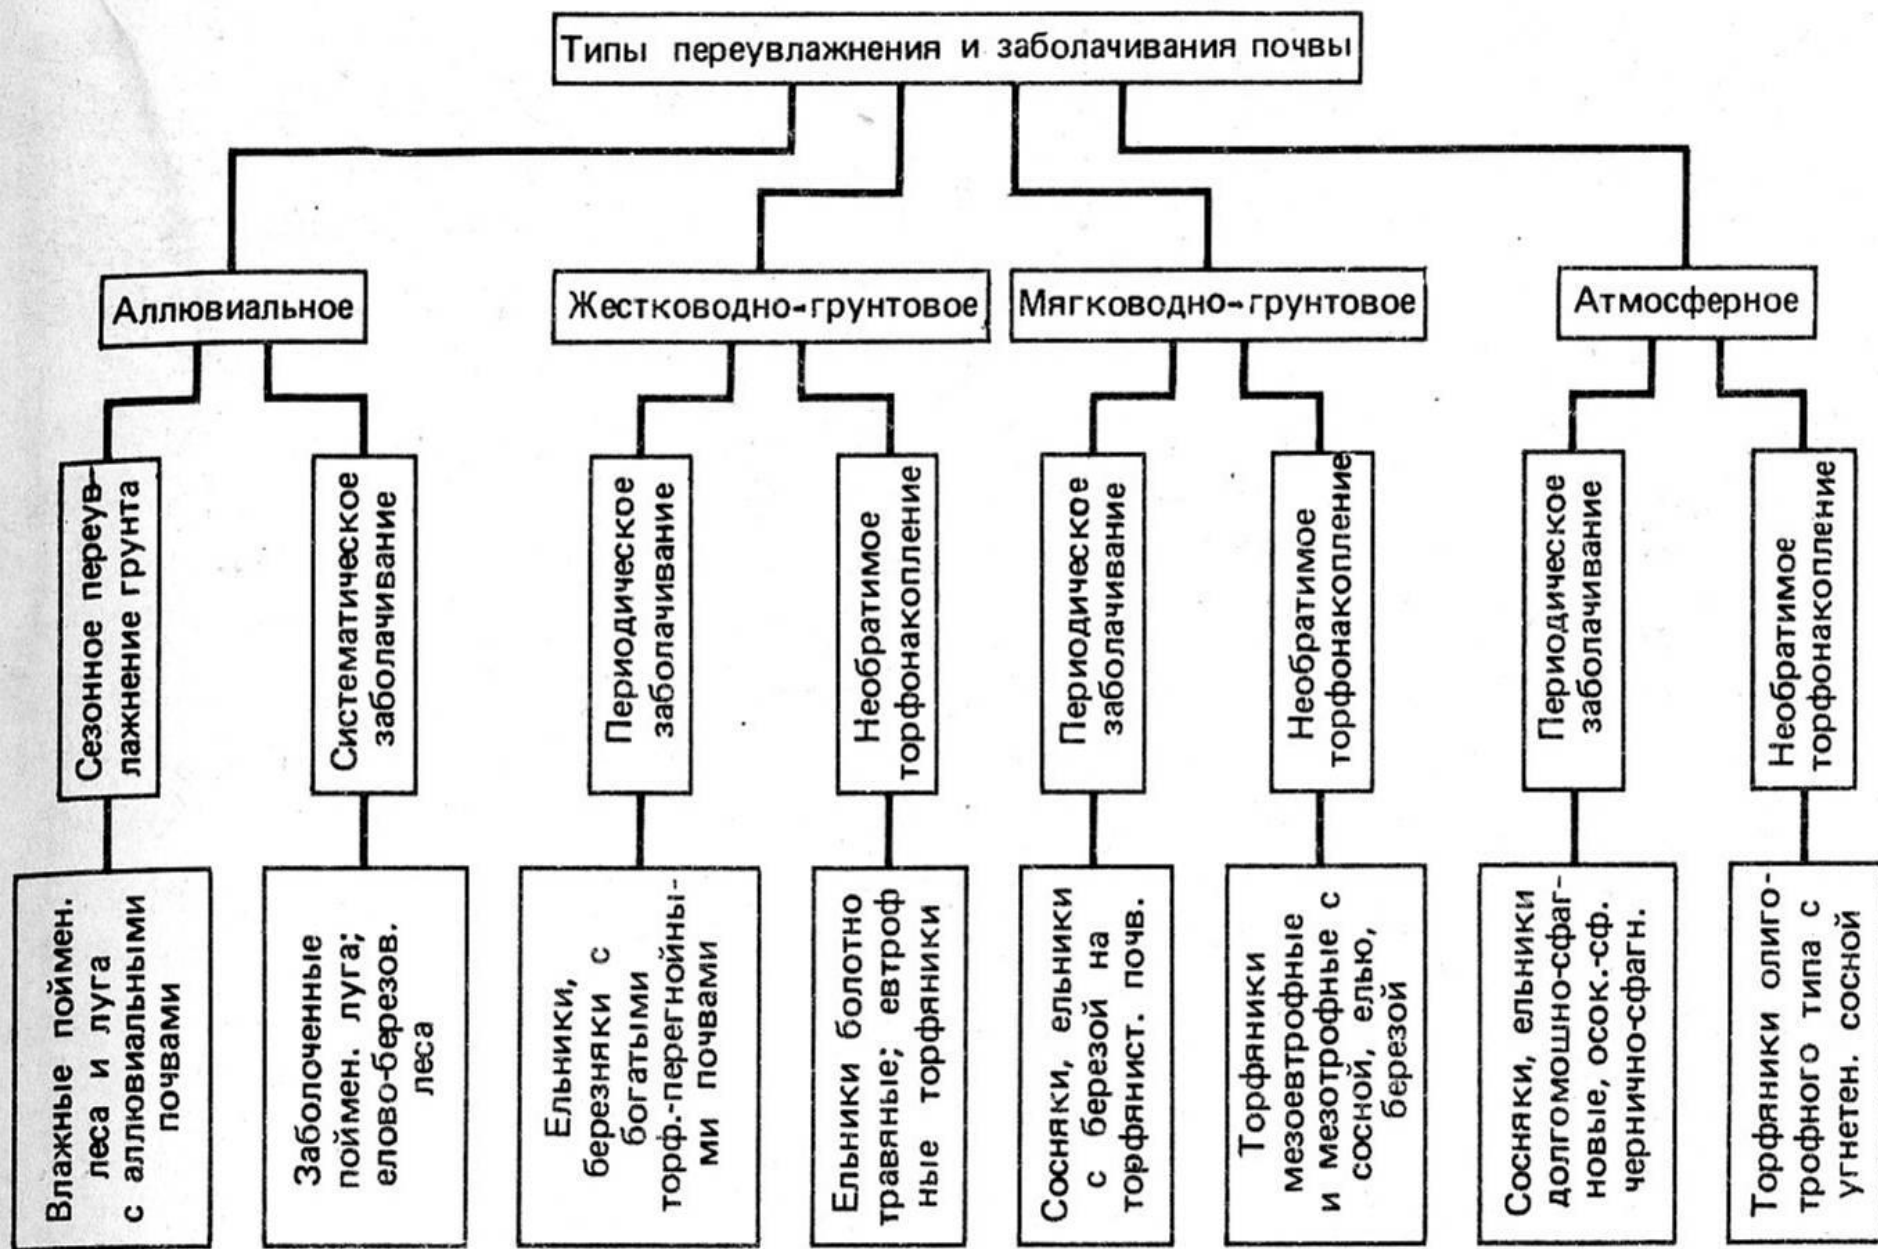 Типы переувлажнения и заболачивания почвы
Аллювиальное
Жестководно-грунтовое
Мягководно-грунтовое
Атмосферное
Сезонное переув-
лажнение грунта
Систематическое
заболачивание
Периодическое
заболачивание
Необратимое
торфонакопление
Периодическое
заболачивание
Необратимое
торфонакопление
Периодическое
заболачивание
Необратимое
торфонакопление
Влажные поймен.
леса и луга
с аллювиальными
почвами
Заболоченные
поймен. луга;
елово-березов.
леса
Ельники,
березняки с
богатыми
торф.-перегнойны-
ми почвами
Ельники болотно
травяные; евтроф
ные торфяники
Сосняки, ельники
с березой на
торфянист. почв.
Торфяники
мезоевтрофные
и мезотрофные с
сосной, елью,
березой
Сосняки, ельники
долгомошно-сфаг-
новые, осок.-сф.
чернично-сфагн.
Торфяники олиго-
трофного типа с
угнетен. сосной